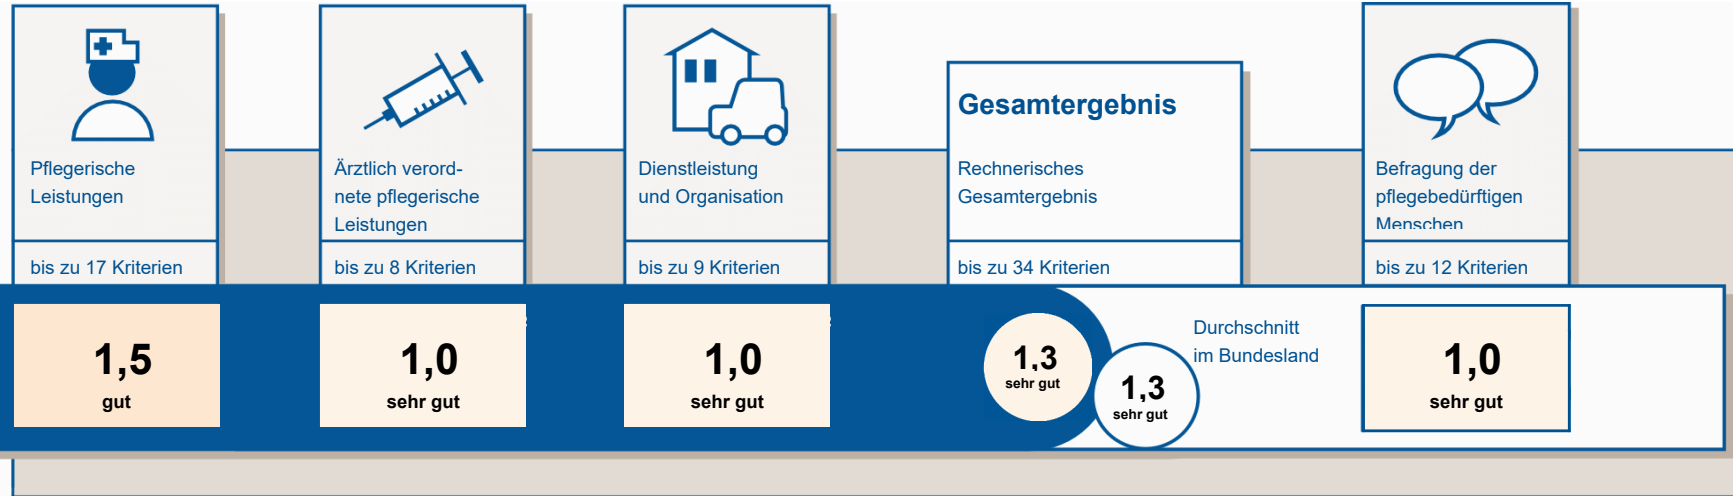 Pflegerische
Leistungen
bis zu 17 Kriterien
1,5
gut
Ärztlich verord-
nete pflegerische
Leistungen
bis zu 8 Kriterien
1,0
sehr gut
Dienstleistung
und Organisation
bis zu 9 Kriterien
1,0
sehr gut
Gesamtergebnis
Rechnerisches
Gesamtergebnis
bis zu 34 Kriterien
1,3
sehr gut
1,3
sehr gut
Durchschnitt
im Bundesland
Befragung der
pflegebedürftigen
Menschen
bis zu 12 Kriterien
1,0
sehr gut